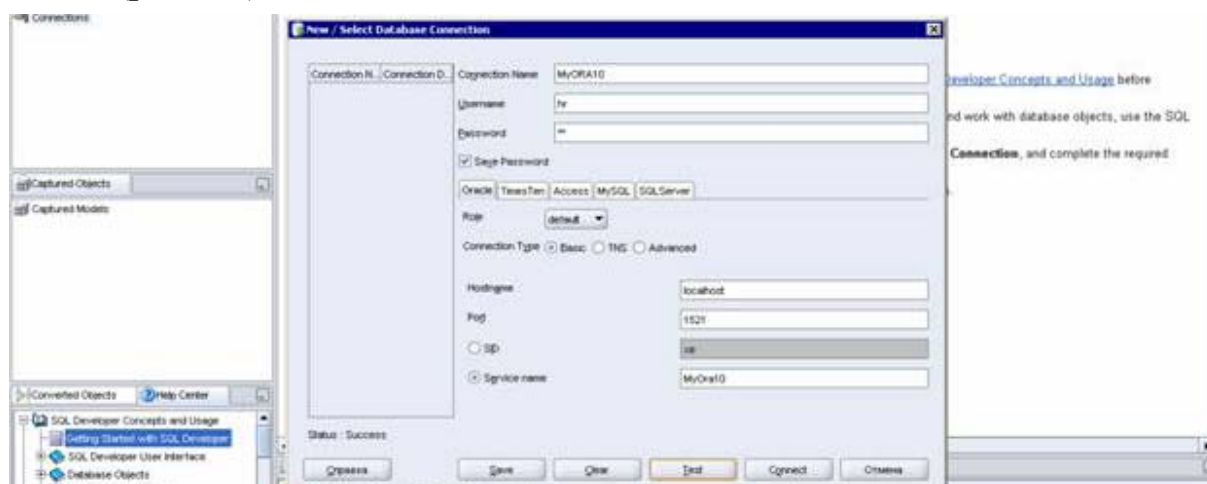 Connections
New / Select Database Connection
Connection N... Connection D...
Connection Name MyORA10
Username hr
Password **
Save Password
Oracle TimesTen Access MySQL SQLServer
Role default
Connection Type Basic TNS Advanced
Hostname localhost
Port 1521
SID xe
Service name MyOra10
Status : Success
Справка Save Clear Test Connect Отмена
Captured Objects
Captured Models
Converted Objects Help Center
SQL Developer Concepts and Usage
Getting Started with SQL Developer
SQL Developer User Interface
Database Objects
Developer Concepts and Usage before
nd work with database objects, use the SQL
Connection, and complete the required